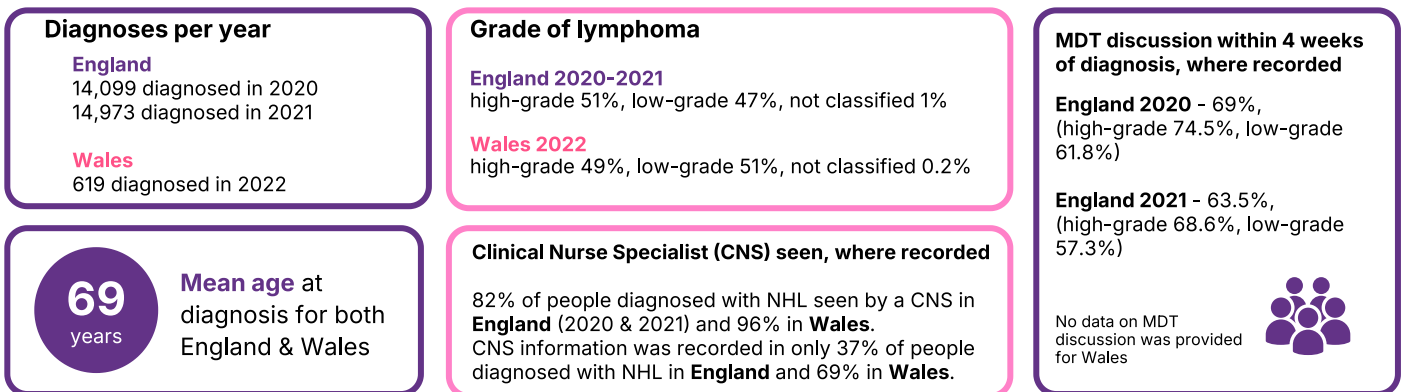 Diagnoses per year
England
14,099 diagnosed in 2020
14,973 diagnosed in 2021
Wales
619 diagnosed in 2022
Grade of lymphoma
England 2020-2021
high-grade 51%, low-grade 47%, not classified 1%
Wales 2022
high-grade 49%, low-grade 51%, not classified 0.2%
MDT discussion within 4 weeks
of diagnosis, where recorded
England 2020 - 69%,
(high-grade 74.5%, low-grade
61.8%)
England 2021 - 63.5%,
(high-grade 68.6%, low-grade
57.3%)
No data on MDT
discussion was provided
for Wales
69
years
Mean age at
diagnosis for both
England & Wales
Clinical Nurse Specialist (CNS) seen, where recorded
82% of people diagnosed with NHL seen by a CNS in
England (2020 & 2021) and 96% in Wales.
CNS information was recorded in only 37% of people
diagnosed with NHL in England and 69% in Wales.